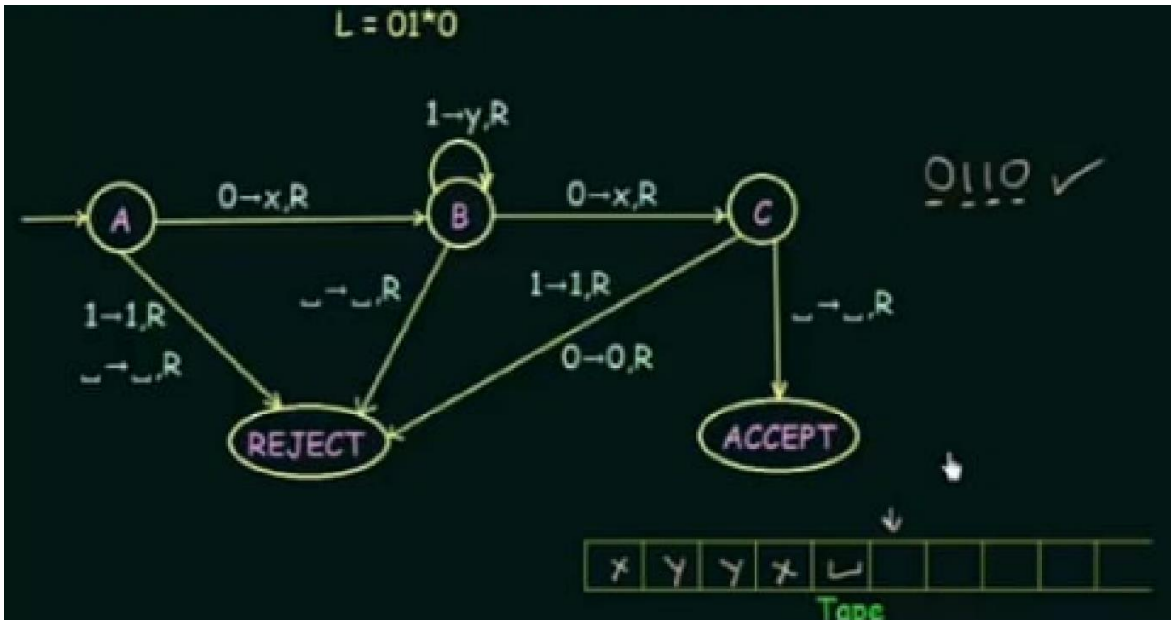 L = 01*0
1→y,R
0→x,R
0→x,R
0110 ✓
A
B
C
␣→␣,R
1→1,R
1→1,R
␣→␣,R
␣→␣,R
0→0,R
REJECT
ACCEPT
x y y x ␣
Tape